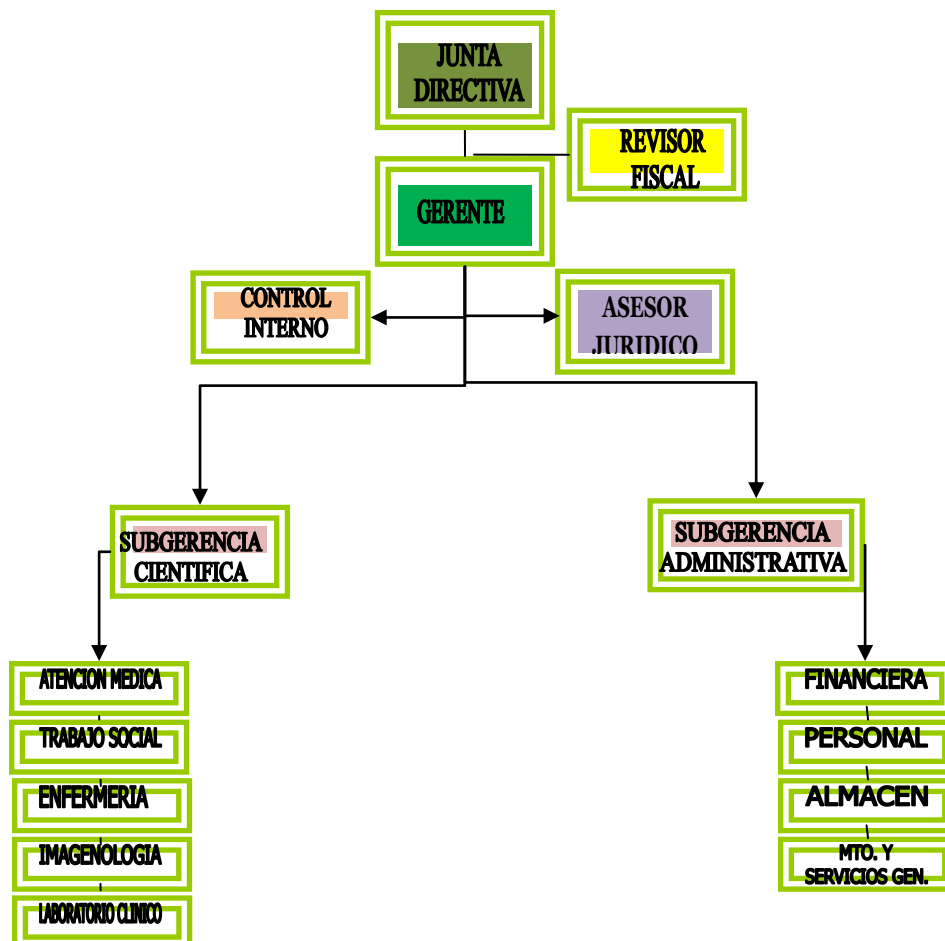 JUNTA
DIRECTIVA
REVISOR
FISCAL
GERENTE
CONTROL
INTERNO
ASESOR
JURIDICO
SUBGERENCIA
CIENTIFICA
SUBGERENCIA
ADMINISTRATIVA
ATENCION MEDICA
TRABAJO SOCIAL
ENFERMERIA
IMAGENOLOGIA
LABORATORIO CLINICO
FINANCIERA
PERSONAL
ALMACEN
MTO. Y
SERVICIOS GEN.